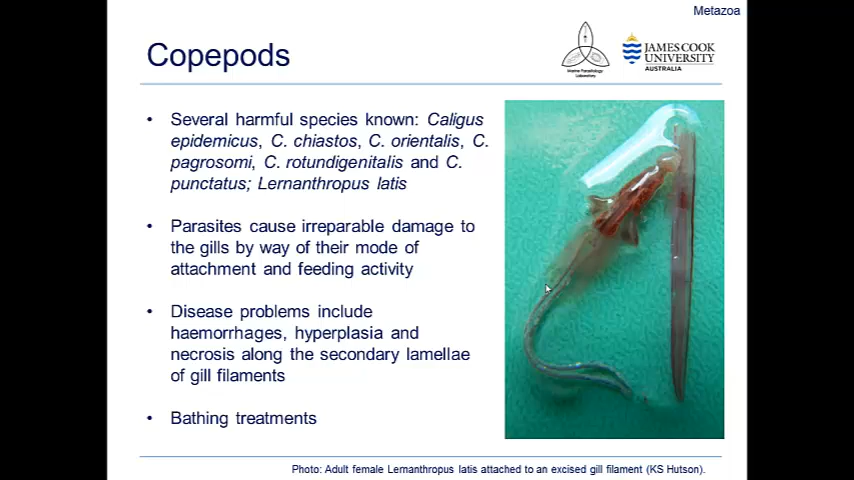 Metazoa
Copepods
Marine Parasitology
Laboratory
JAMES COOK
UNIVERSITY
AUSTRALIA
• Several harmful species known: Caligus
epidemicus, C. chiastos, C. orientalis, C.
pagrosomi, C. rotundigenitalis and C.
punctatus; Lernanthropus latis
• Parasites cause irreparable damage to
the gills by way of their mode of
attachment and feeding activity
• Disease problems include
haemorrhages, hyperplasia and
necrosis along the secondary lamellae
of gill filaments
• Bathing treatments
Photo: Adult female Lernanthropus latis attached to an excised gill filament (KS Hutson).